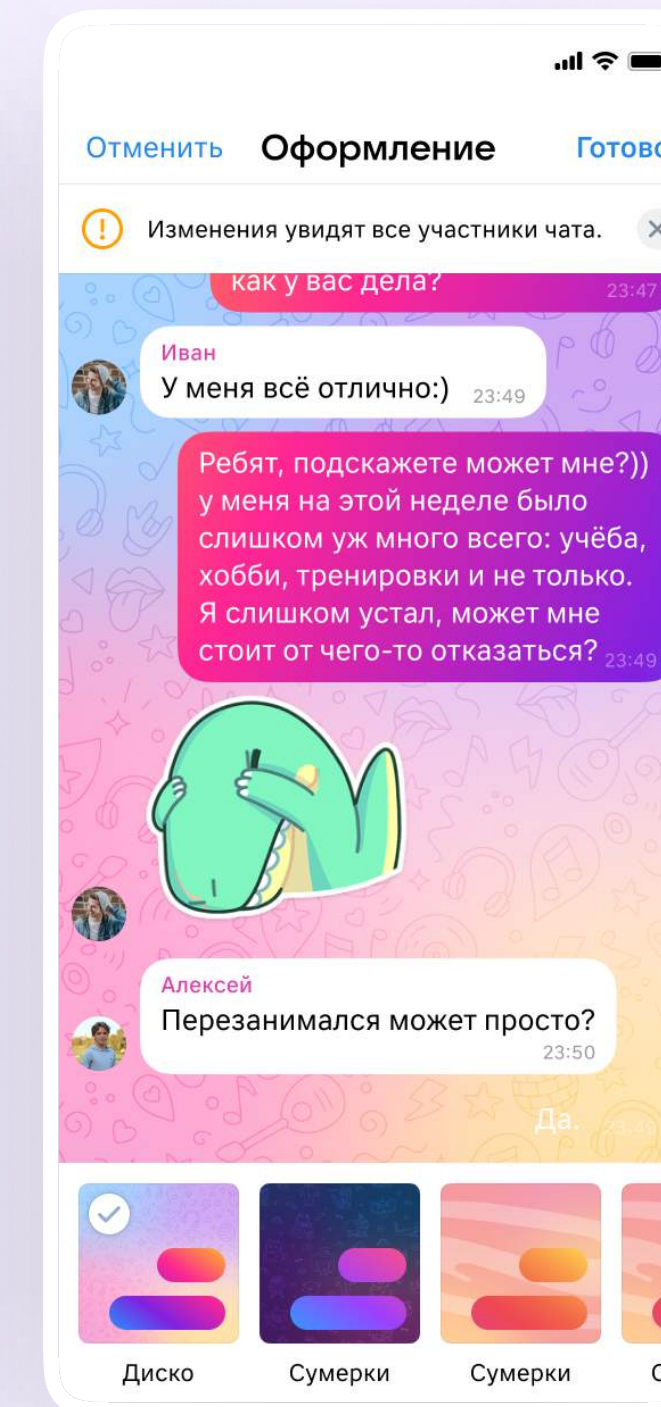 Отменить
Оформление
Готово
Изменения увидят все участники чата.
как у вас дела?
23:47
Иван
У меня всё отлично:)
23:49
Ребят, подскажете может мне?))
у меня на этой неделе было
слишком уж много всего: учёба,
хобби, тренировки и не только.
Я слишком устал, может мне
стоит от чего-то отказаться?
23:49
Алексей
Перезанимался может просто?
23:50
Да.
23:49
Диско
Сумерки
Сумерки